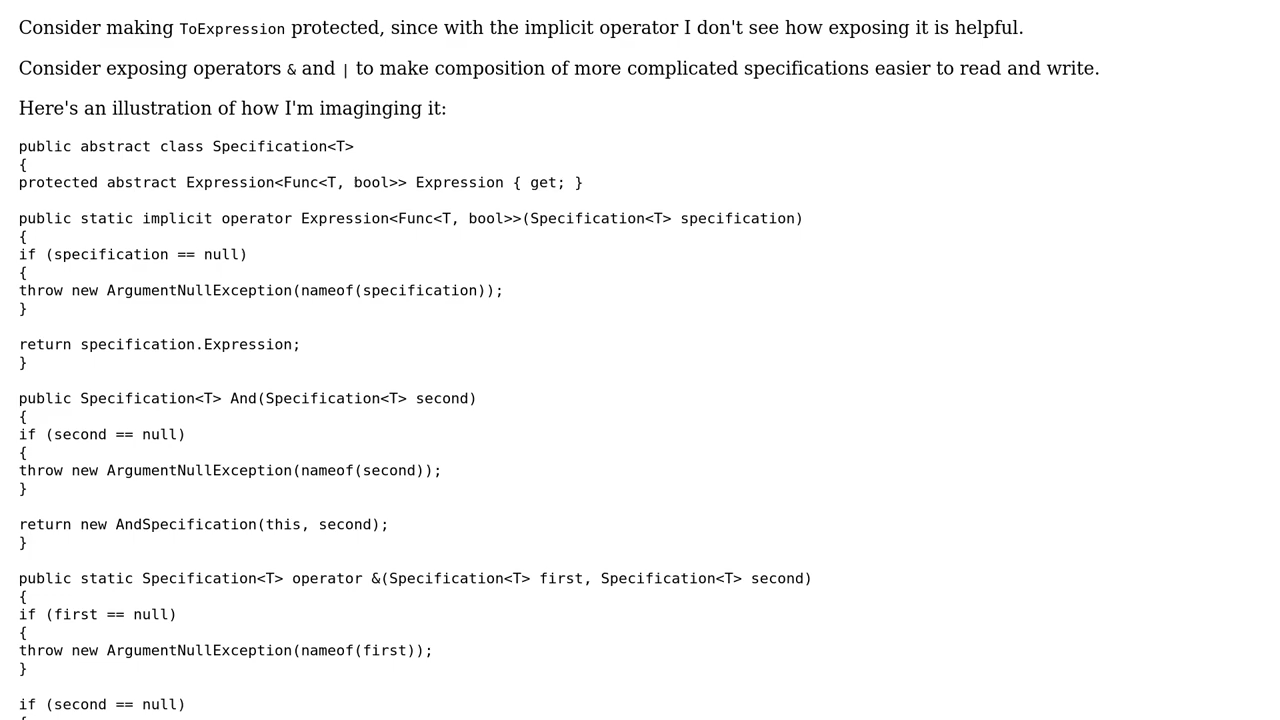 Consider making ToExpression protected, since with the implicit operator I don't see how exposing it is helpful.
Consider exposing operators & and | to make composition of more complicated specifications easier to read and write.
Here's an illustration of how I'm imaginging it:
public abstract class Specification<T>
{
protected abstract Expression<Func<T, bool>> Expression { get; }
public static implicit operator Expression<Func<T, bool>>(Specification<T> specification)
{
if (specification == null)
{
throw new ArgumentNullException(nameof(specification));
}
return specification.Expression;
}
public Specification<T> And(Specification<T> second)
{
if (second == null)
{
throw new ArgumentNullException(nameof(second));
}
return new AndSpecification(this, second);
}
public static Specification<T> operator &(Specification<T> first, Specification<T> second)
{
if (first == null)
{
throw new ArgumentNullException(nameof(first));
}
if (second == null)
{